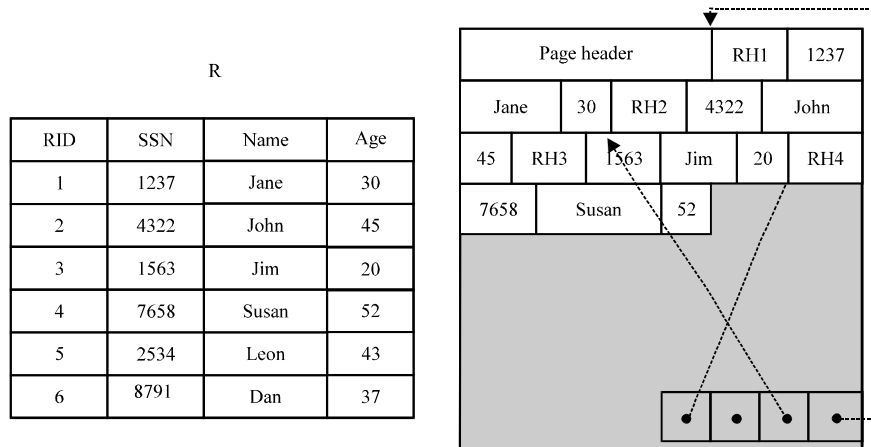 R
RID SSN Name Age
1 1237 Jane 30
2 4322 John 45
3 1563 Jim 20
4 7658 Susan 52
5 2534 Leon 43
6 8791 Dan 37
Page header RH1 1237
Jane 30 RH2 4322 John
45 RH3 1563 Jim 20 RH4
7658 Susan 52